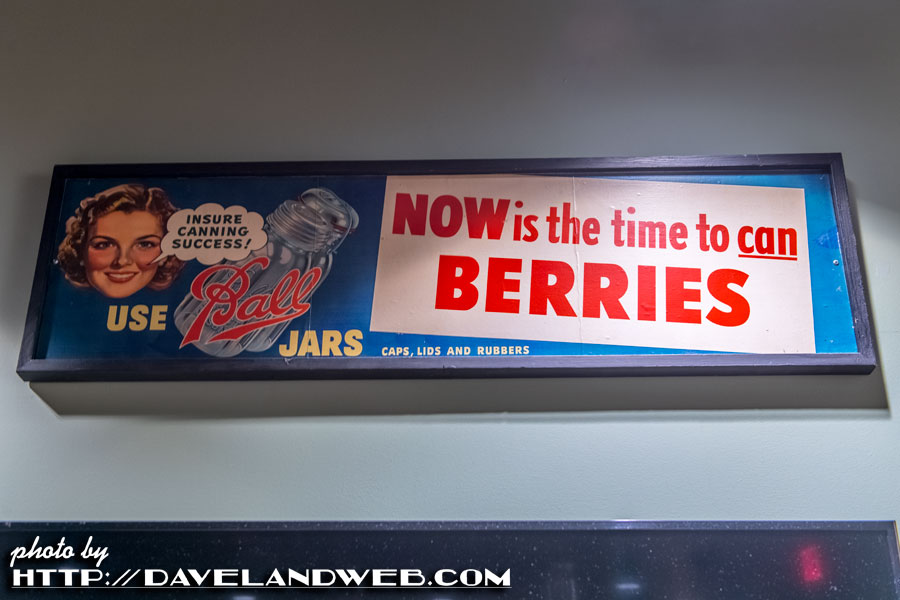 INSURE
CANNING
SUCCESS!
USE
Ball
JARS
CAPS, LIDS AND RUBBERS
NOW is the time to can
BERRIES
photo by
HTTP://DAVELANDWEB.COM